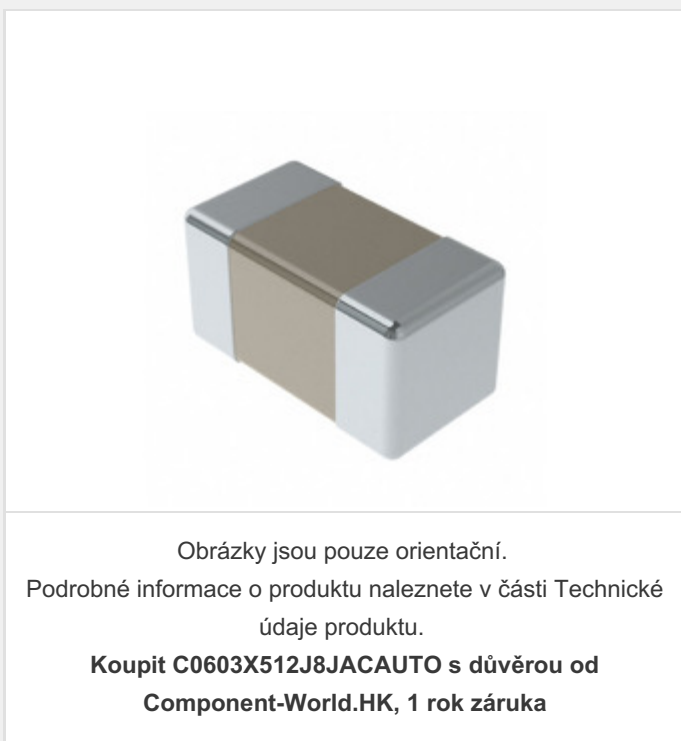 Obrázky jsou pouze orientační.
Podrobné informace o produktu naleznete v části Technické
údaje produktu.
Koupit C0603X512J8JACAUTO s důvěrou od
Component-World.HK, 1 rok záruka